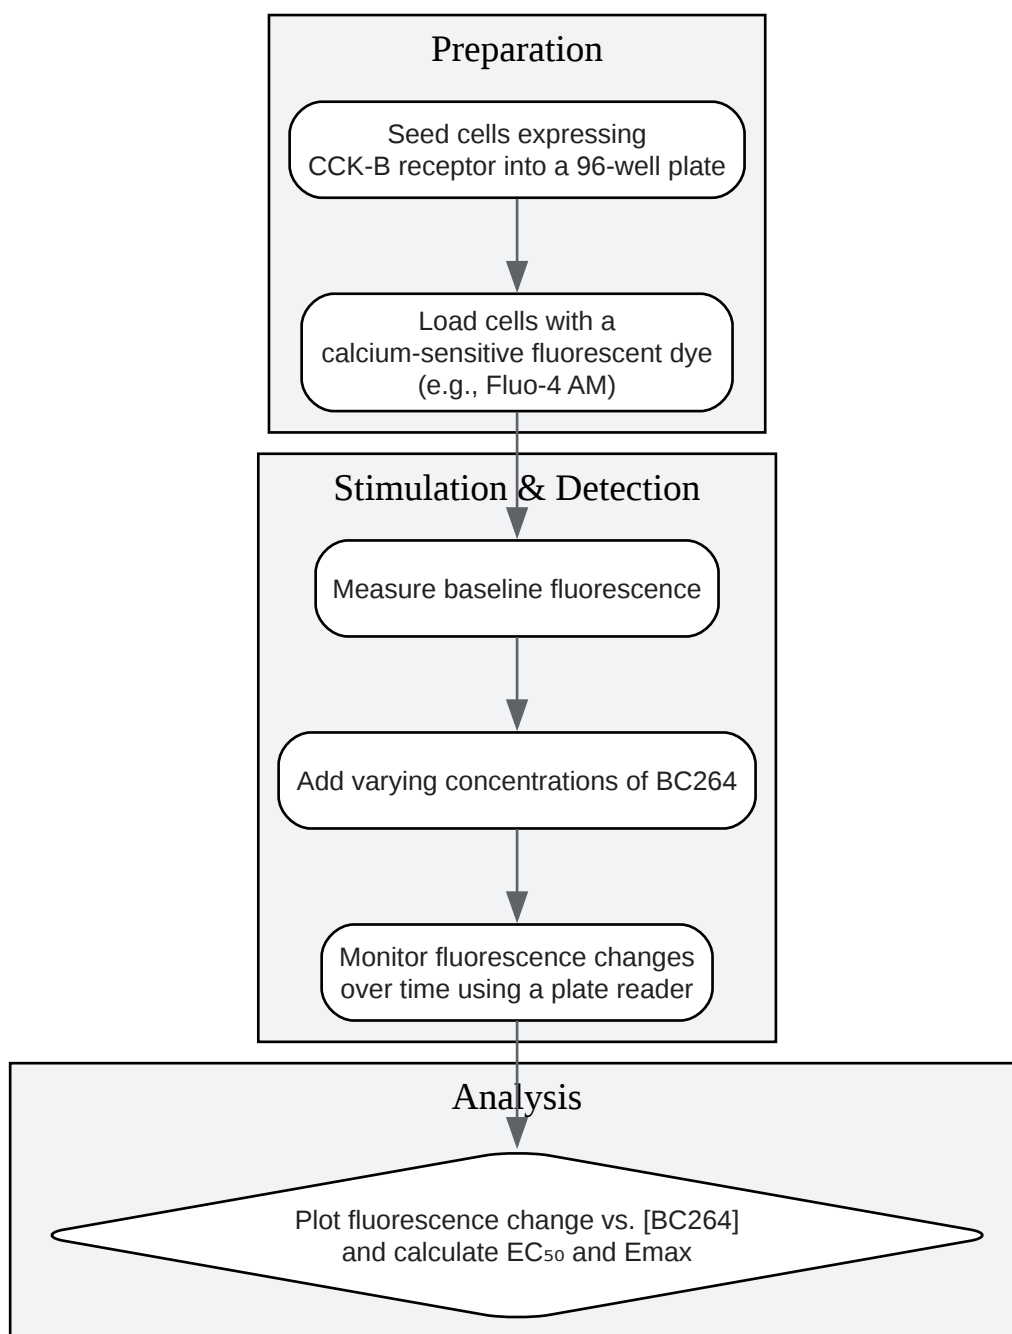 Preparation
Seed cells expressing
CCK-B receptor into a 96-well plate
Load cells with a
calcium-sensitive fluorescent dye
(e.g., Fluo-4 AM)
Stimulation & Detection
Measure baseline fluorescence
Add varying concentrations of BC264
Monitor fluorescence changes
over time using a plate reader
Analysis
Plot fluorescence change vs. [BC264]
and calculate EC₅₀ and Emax